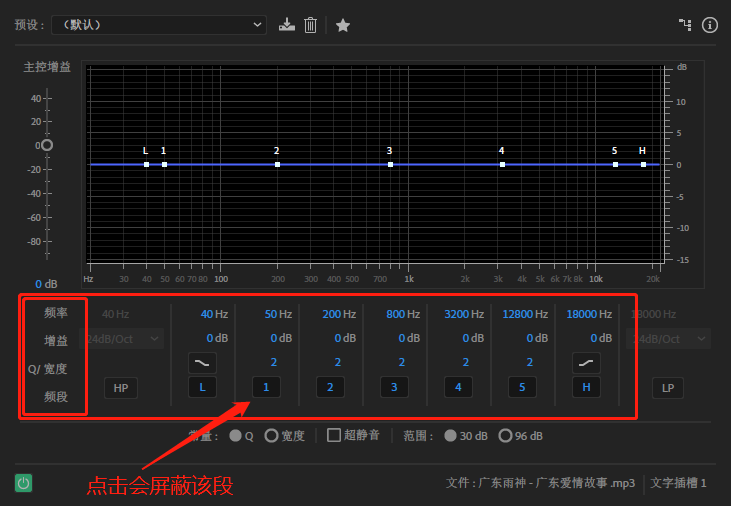 预设： （默认）
主控增益
dB
40
20
0
-20
-40
-60
-80
0 dB
10
5
0
-5
-10
-15
L 1 2 3 4 5 H
Hz 30 40 50 60 70 80 100 200 300 400 500 700 1k 2k 3k 4k 5k 6k 7k 8k 10k 20k
频率 40 Hz 40 Hz 50 Hz 200 Hz 800 Hz 3200 Hz 12800 Hz 18000 Hz 18000 Hz
增益 24dB/Oct 0 dB 0 dB 0 dB 0 dB 0 dB 0 dB 0 dB 24dB/Oct
Q/ 宽度 2 2 2 2 2
频段 HP L 1 2 3 4 5 H LP
常量： Q 宽度 超静音 范围： 30 dB 96 dB
点击会屏蔽该段
文件 : 广东雨神 - 广东爱情故事 .mp3 文字插槽 1